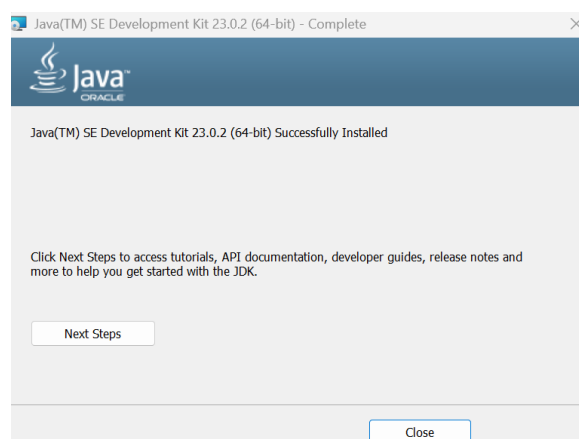 Java(TM) SE Development Kit 23.0.2 (64-bit) - Complete
Java™
ORACLE
Java(TM) SE Development Kit 23.0.2 (64-bit) Successfully Installed
Click Next Steps to access tutorials, API documentation, developer guides, release notes and
more to help you get started with the JDK.
Next Steps
Close